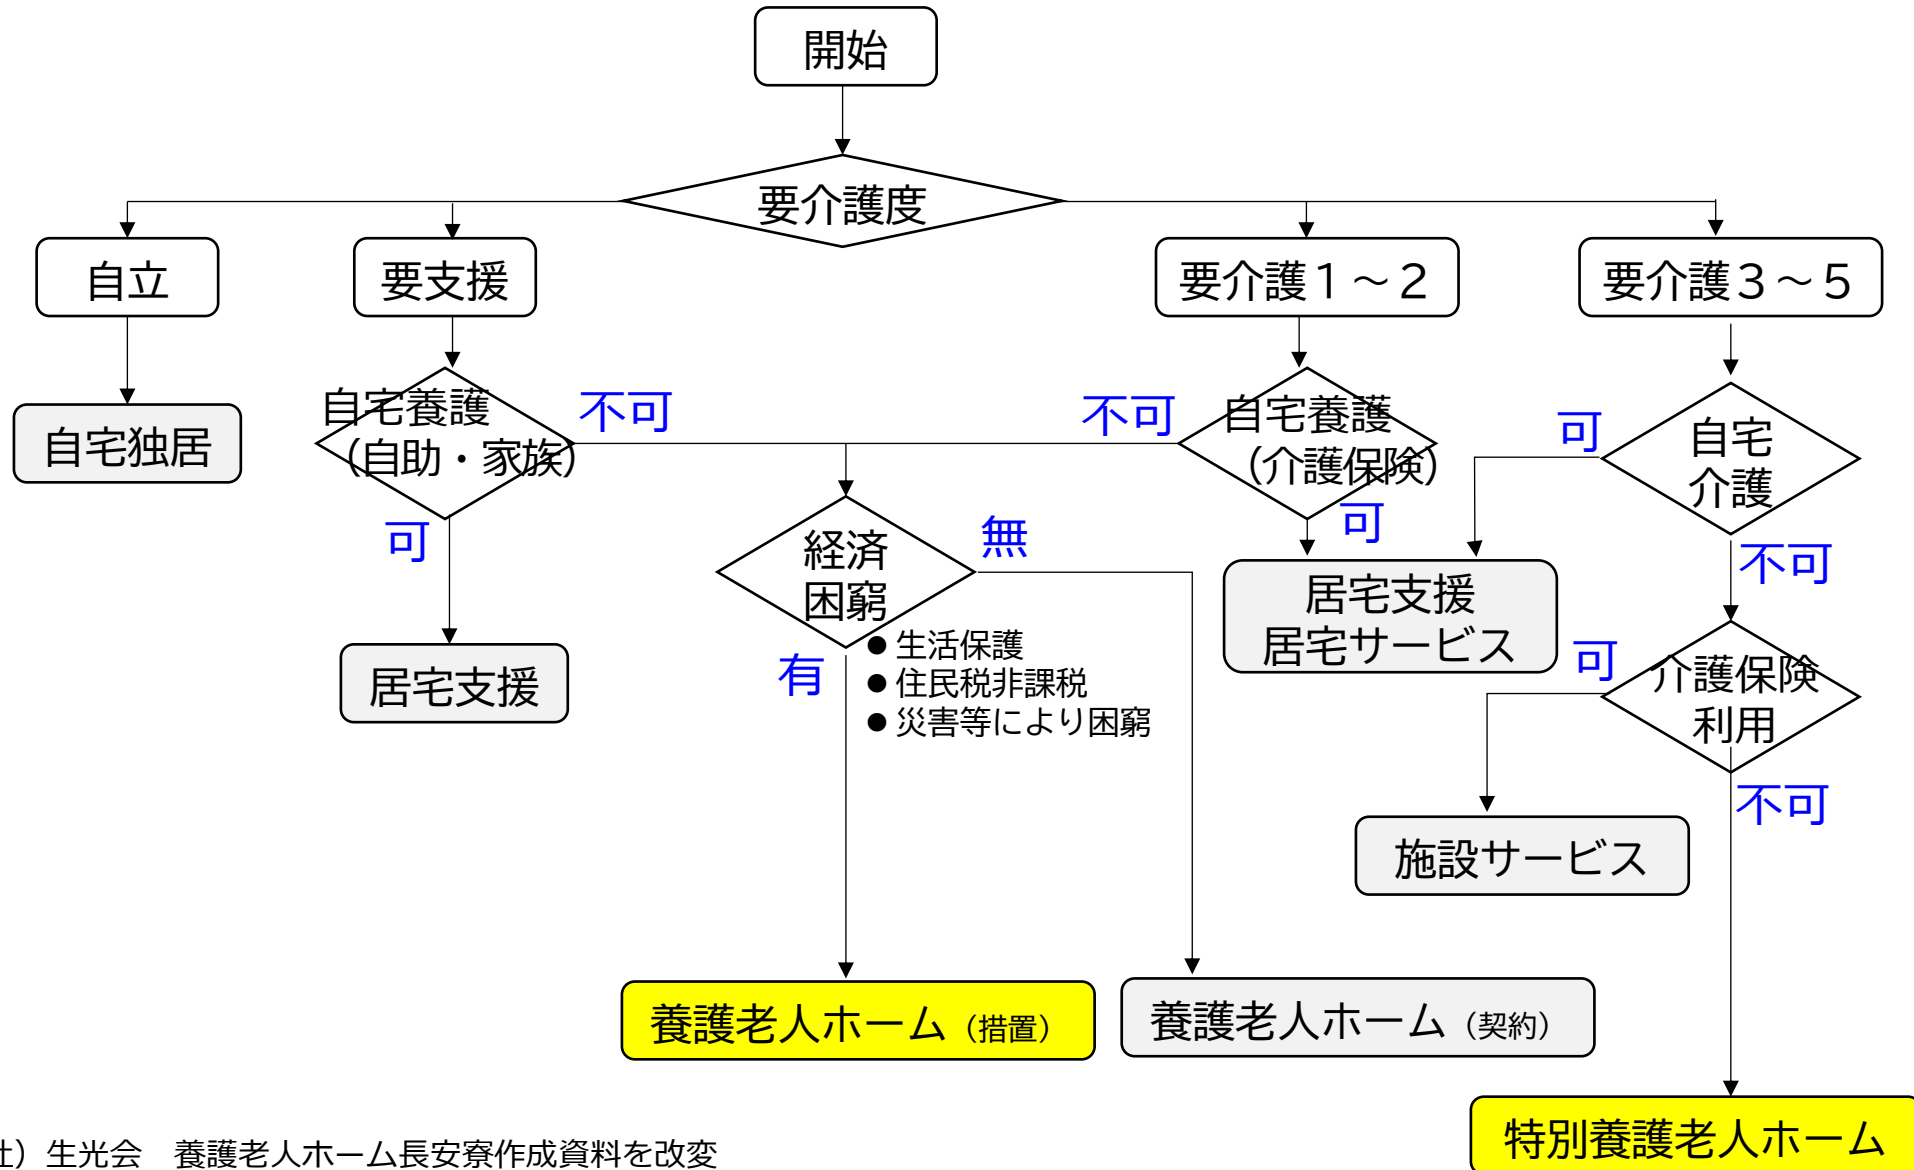 開始
要介護度
自立
要支援
要介護１～２
要介護３～５
自宅独居
自宅養護
（自助・家族）
不可
可
居宅支援
不可
自宅養護
（介護保険）
可
経済
困窮
無
有
● 生活保護
● 住民税非課税
● 災害等により困窮
可
自宅
介護
不可
居宅支援
居宅サービス
可
介護保険
利用
不可
施設サービス
養護老人ホーム（措置）
養護老人ホーム（契約）
特別養護老人ホーム
社）生光会　養護老人ホーム長安寮作成資料を改変